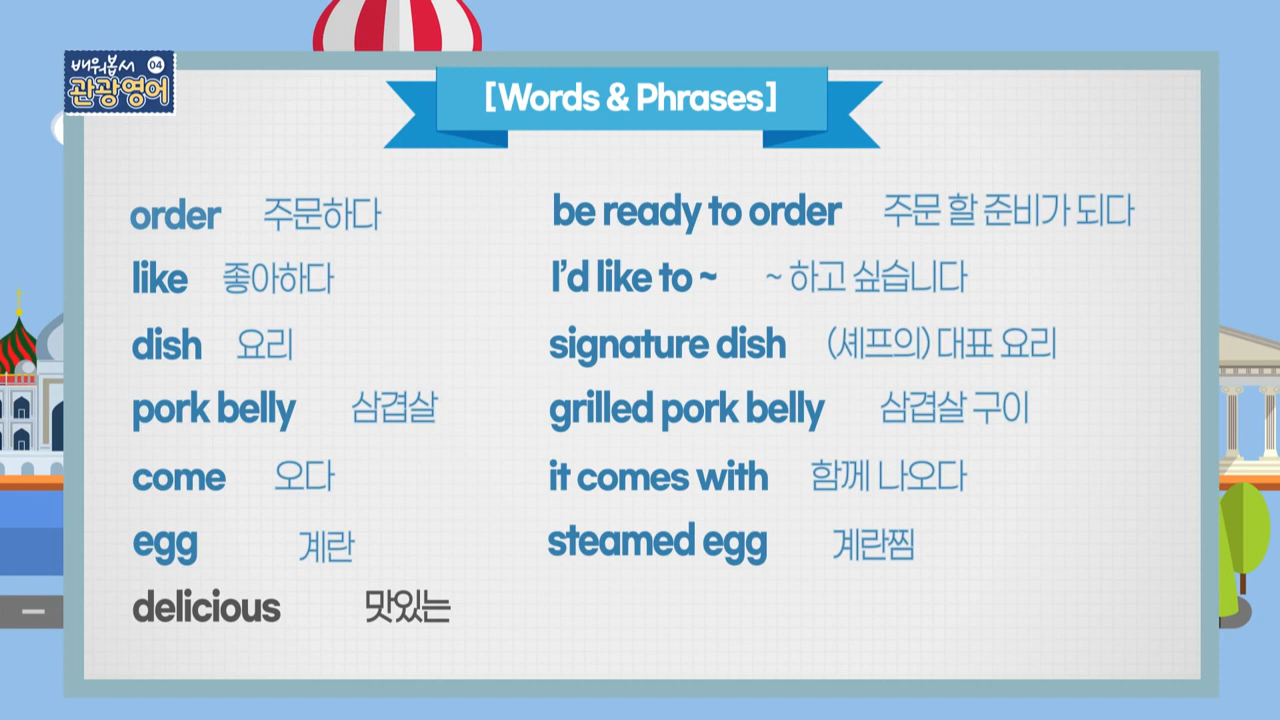 배워봅서 04
관광영어
[Words & Phrases]
order 주문하다
be ready to order 주문 할 준비가 되다
like 좋아하다
I'd like to ~ ~ 하고 싶습니다
dish 요리
signature dish (셰프의) 대표 요리
pork belly 삼겹살
grilled pork belly 삼겹살 구이
come 오다
it comes with 함께 나오다
egg 계란
steamed egg 계란찜
delicious 맛있는